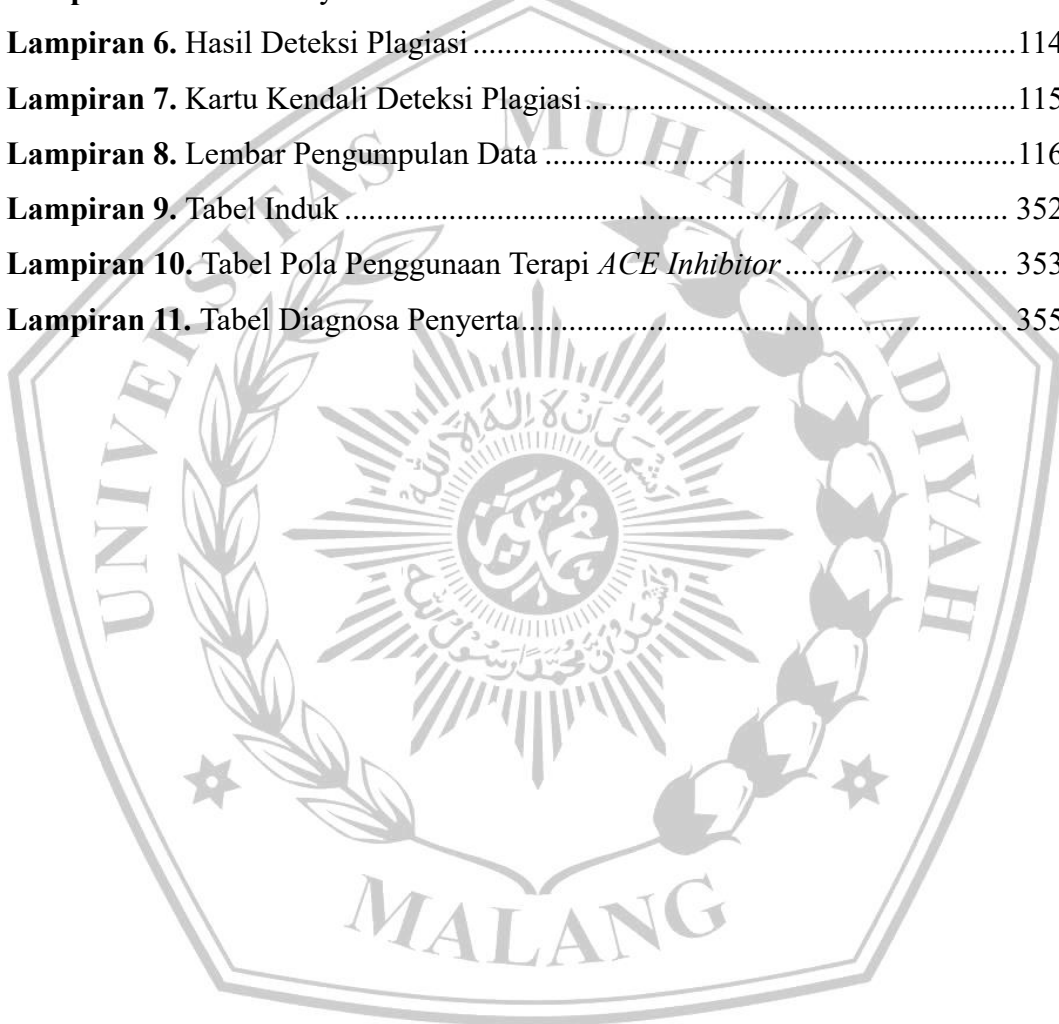 Lampiran 6. Hasil Deteksi Plagiasi.......................................................................114
Lampiran 7. Kartu Kendali Deteksi Plagiasi........................................................115
Lampiran 8. Lembar Pengumpulan Data .............................................................116
Lampiran 9. Tabel Induk ...................................................................................... 352
Lampiran 10. Tabel Pola Penggunaan Terapi ACE Inhibitor ............................. 353
Lampiran 11. Tabel Diagnosa Penyerta............................................................... 355
UNIVERSITAS MUHAMMADIYAH
MALANG